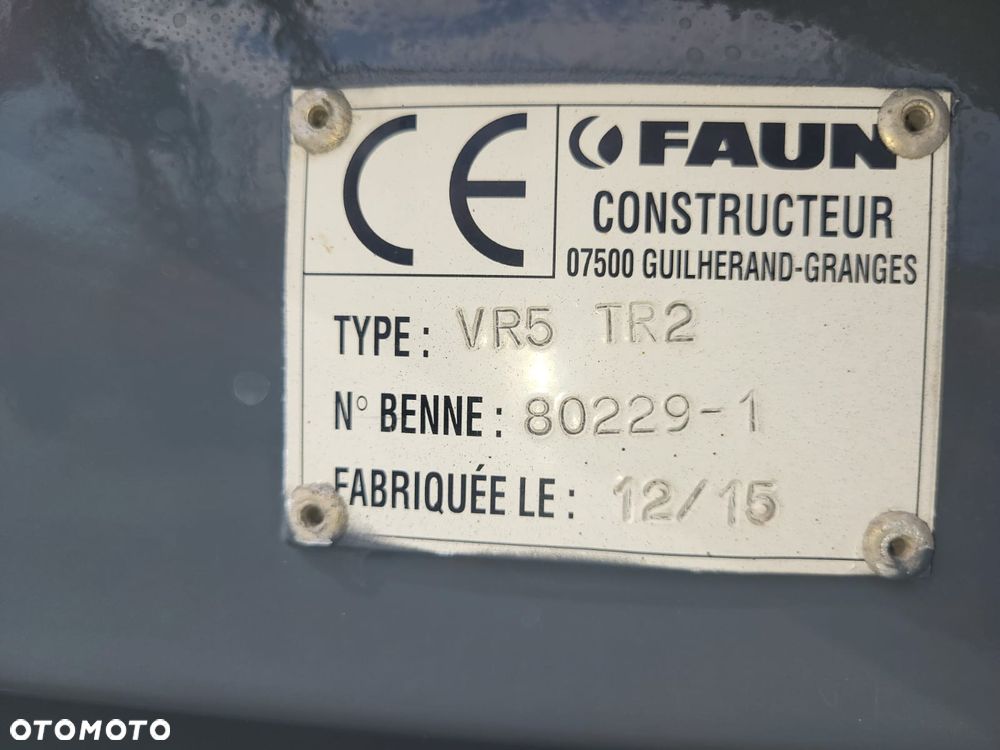 CE
FAUN
CONSTRUCTEUR
07500 GUILHERAND-GRANGES
TYPE : VR5 TR2
N° BENNE : 80229-1
FABRIQUÉE LE : 12/15
OTOMOTO